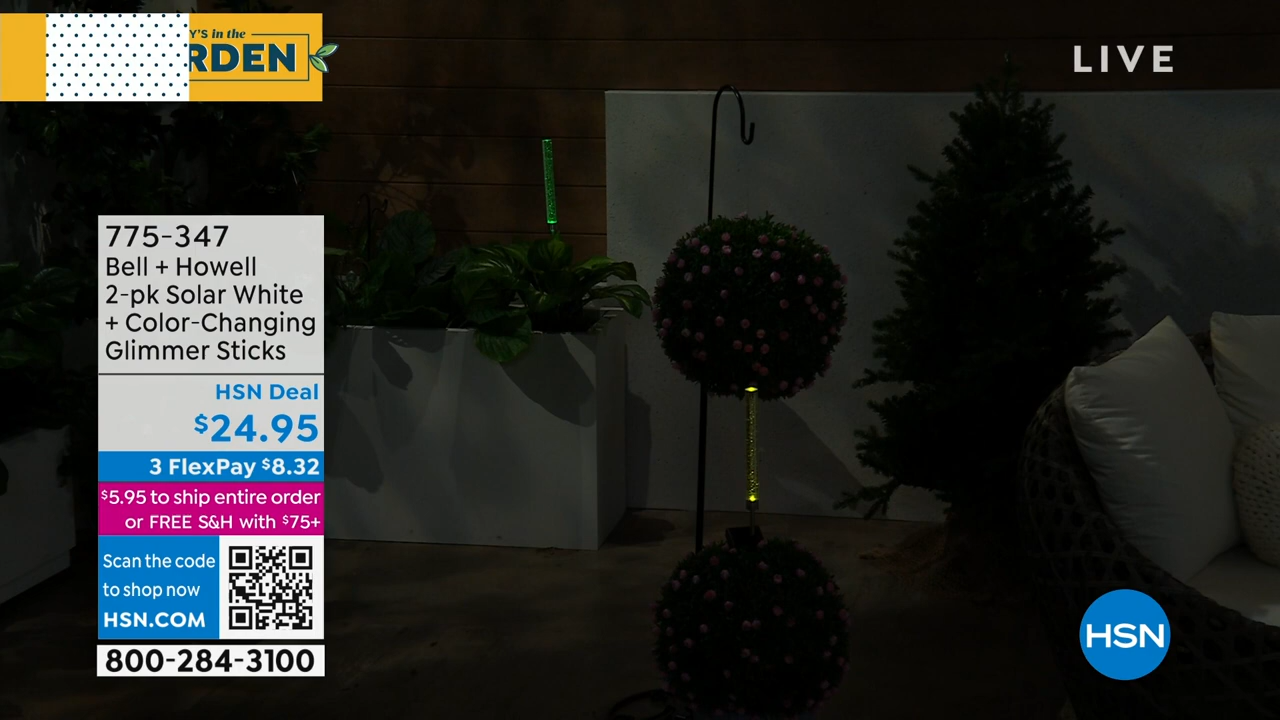 Y'S in the
RDEN
LIVE
775-347
Bell + Howell
2-pk Solar White
+ Color-Changing
Glimmer Sticks
HSN Deal
$24.95
3 FlexPay $8.32
$5.95 to ship entire order
or FREE S&H with $75+
Scan the code
to shop now
HSN.COM
800-284-3100
HSN